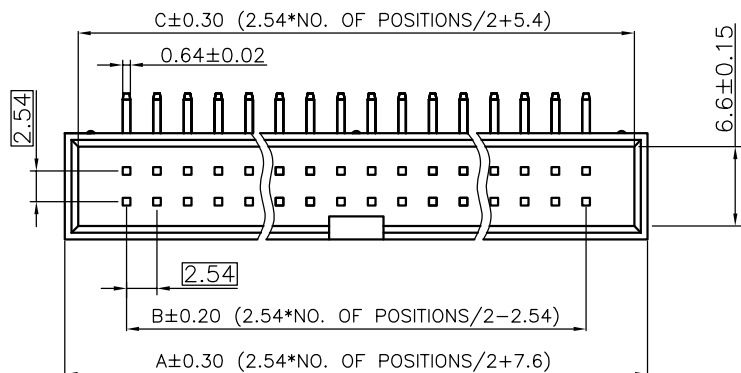 C±0.30 (2.54*NO. OF POSITIONS/2+5.4)
0.64±0.02
6.6±0.15
2.54
2.54
B±0.20 (2.54*NO. OF POSITIONS/2−2.54)
A±0.30 (2.54*NO. OF POSITIONS/2+7.6)